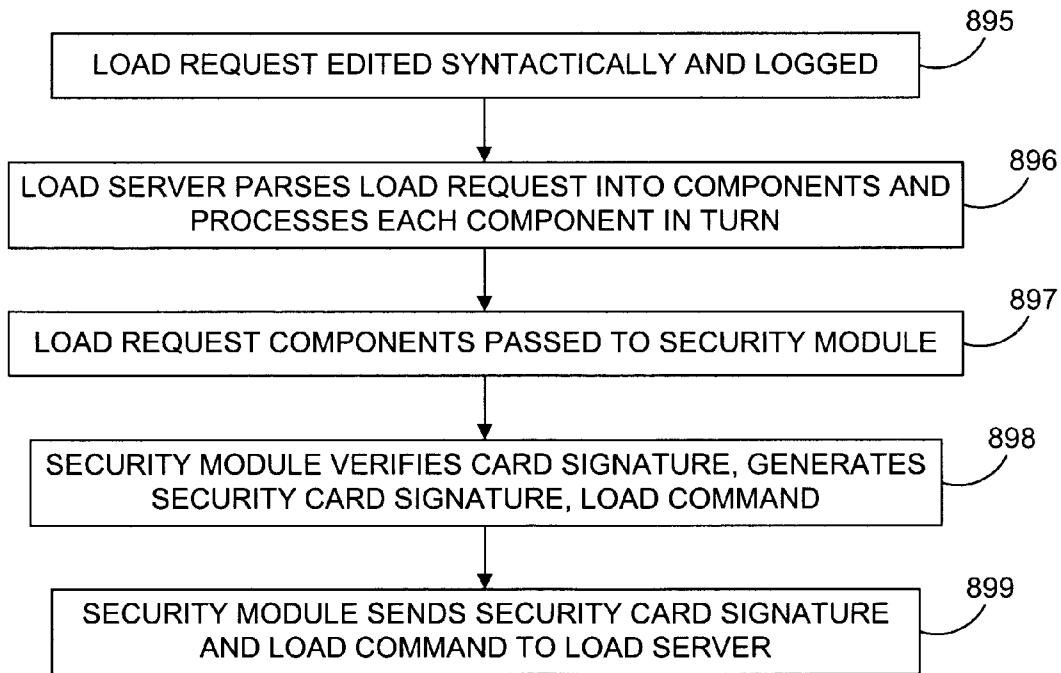 895
LOAD REQUEST EDITED SYNTACTICALLY AND LOGGED
896
LOAD SERVER PARSES LOAD REQUEST INTO COMPONENTS AND
PROCESSES EACH COMPONENT IN TURN
897
LOAD REQUEST COMPONENTS PASSED TO SECURITY MODULE
898
SECURITY MODULE VERIFIES CARD SIGNATURE, GENERATES
SECURITY CARD SIGNATURE, LOAD COMMAND
899
SECURITY MODULE SENDS SECURITY CARD SIGNATURE
AND LOAD COMMAND TO LOAD SERVER